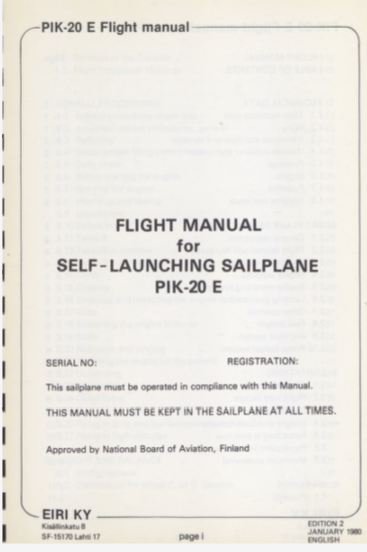 PIK-20 E Flight manual
FLIGHT MANUAL
for
SELF-LAUNCHING SAILPLANE
PIK-20 E
SERIAL NO: REGISTRATION:
This sailplane must be operated in compliance with this Manual.
THIS MANUAL MUST BE KEPT IN THE SAILPLANE AT ALL TIMES.
Approved by National Board of Aviation, Finland
EIRI KY
Kisällinkatu 8
SF-15170 Lahti 17
page i
EDITION 2
JANUARY 1980
ENGLISH